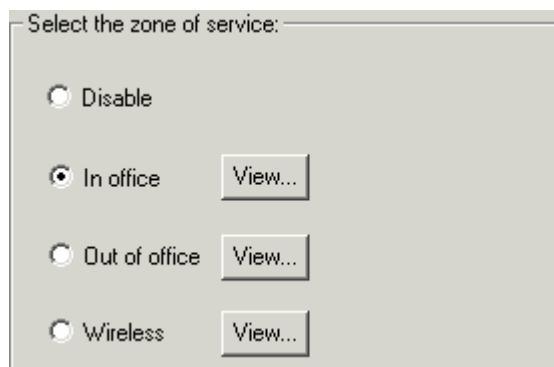 Select the zone of service:
Disable
In office View...
Out of office View...
Wireless View...